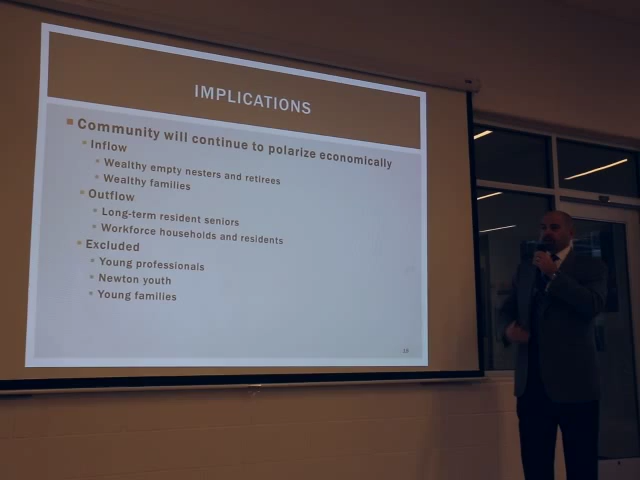 IMPLICATIONS
Community will continue to polarize economically
Inflow
Wealthy empty nesters and retirees
Wealthy families
Outflow
Long-term resident seniors
Workforce households and residents
Excluded
Young professionals
Newton youth
Young families